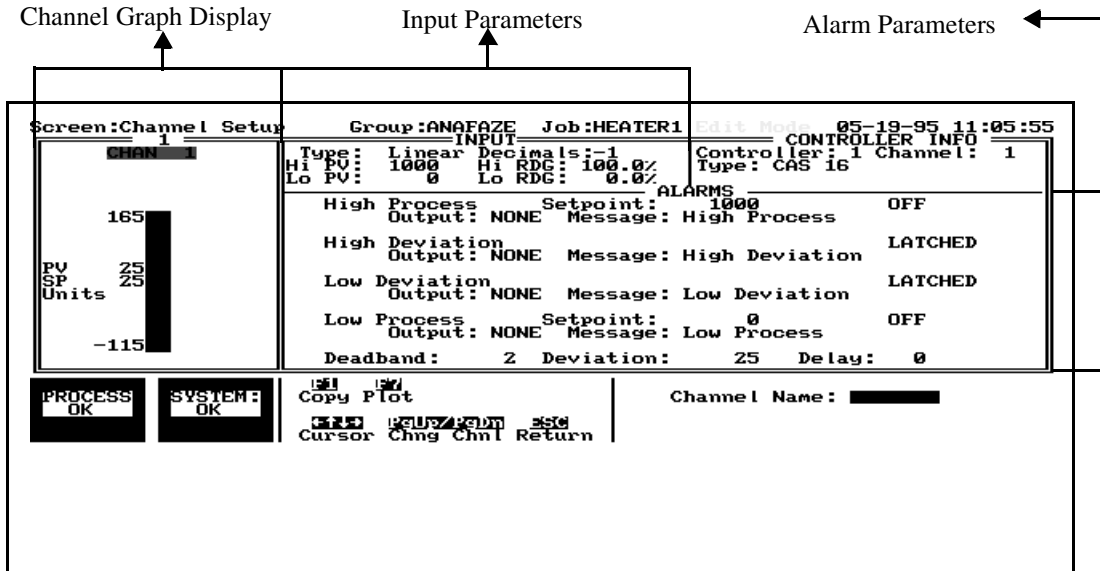 Channel Graph Display Input Parameters Alarm Parameters
Screen:Channel Setup Group:ANAFAZE Job:HEATER1 Edit Mode 05-19-95 11:05:55
1 INPUT CONTROLLER INFO
CHAN 1 Type: Linear Decimals:-1 Controller: 1 Channel: 1
Hi PV: 1000 Hi RDG: 100.0% Type: CAS 16
Lo PV: 0 Lo RDG: 0.0%
ALARMS
High Process Setpoint: 1000 OFF
165 Output: NONE Message: High Process
High Deviation LATCHED
Output: NONE Message: High Deviation
PV 25
SP 25 Low Deviation LATCHED
Units Output: NONE Message: Low Deviation
Low Process Setpoint: 0 OFF
Output: NONE Message: Low Process
-115
Deadband: 2 Deviation: 25 Delay: 0
F1 F7
PROCESS SYSTEM: Copy Plot Channel Name:
OK OK
←↑↓→ PgUp/PgDn ESC
Cursor Chng Chnl Return